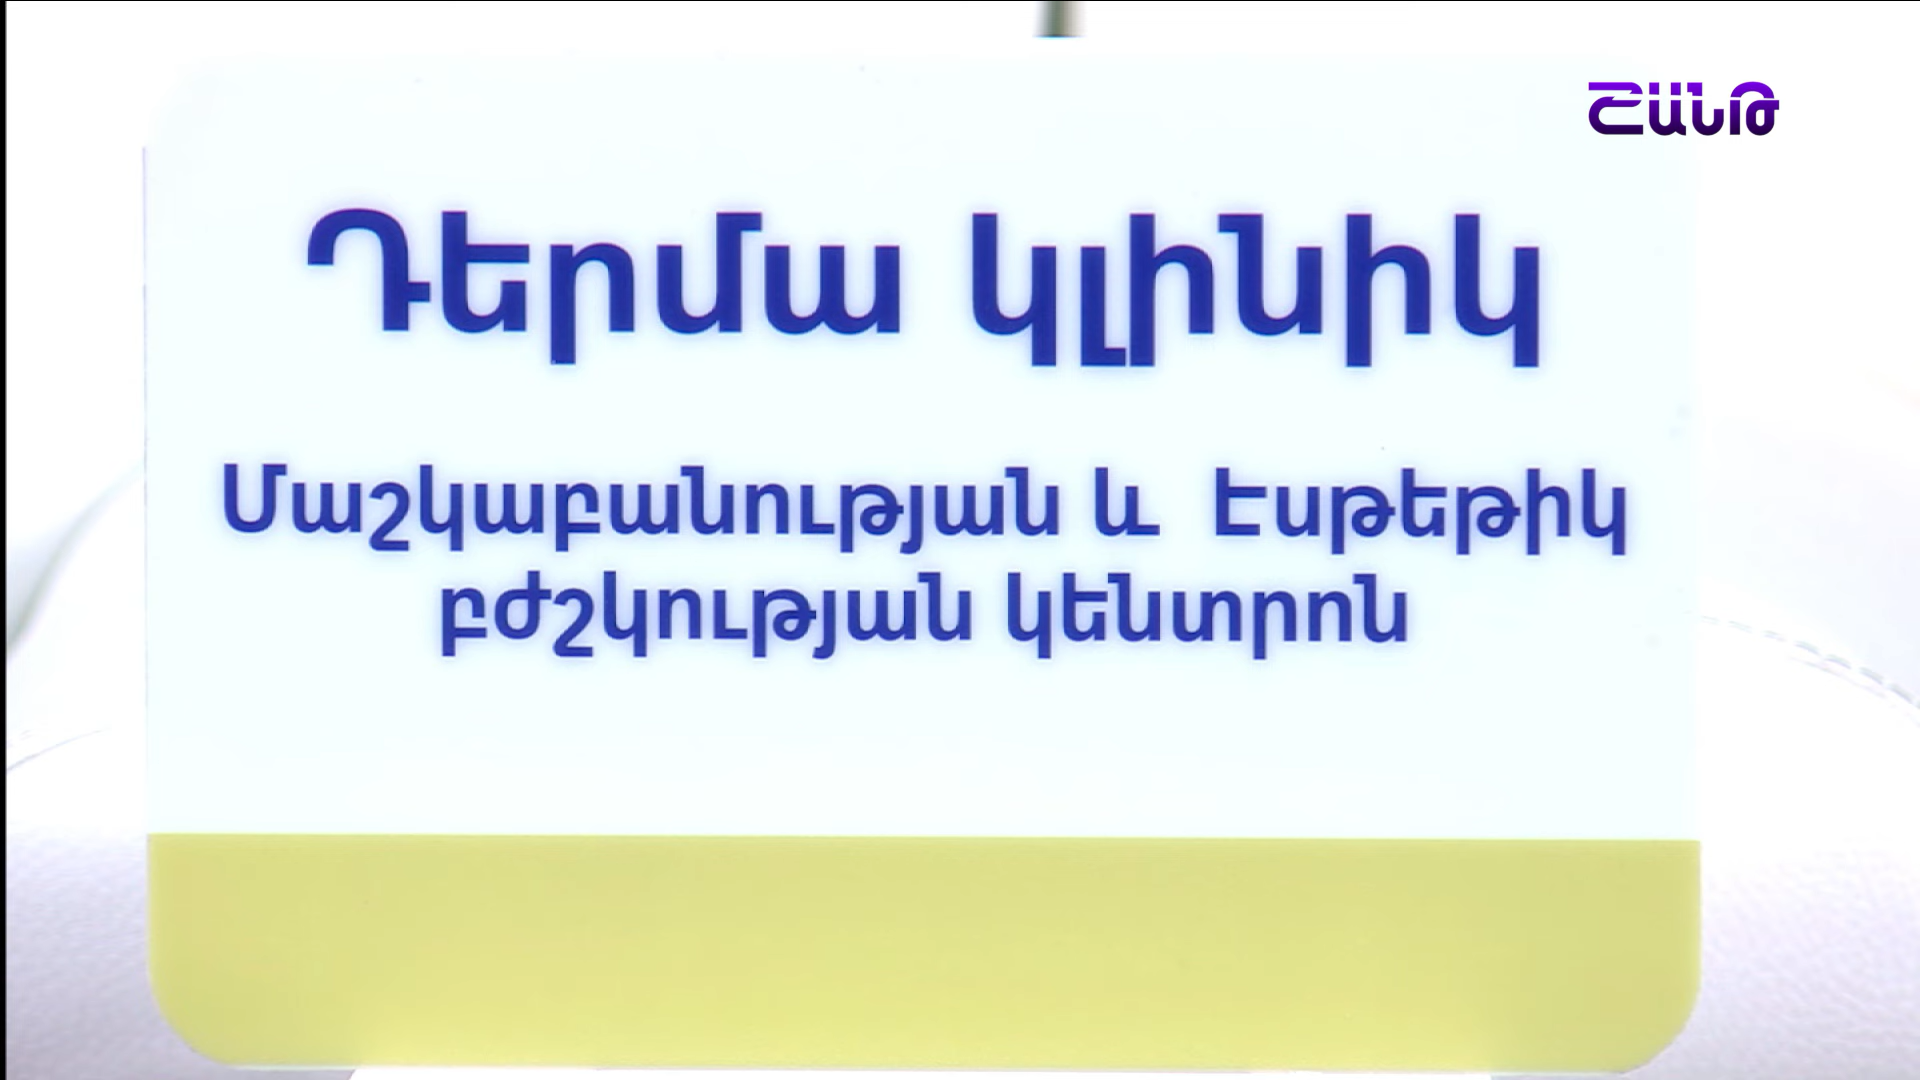 Շանթ
Դերմա կլինիկ
Մաշկաբանության և Էսթեթիկ
բժշկության կենտրոն